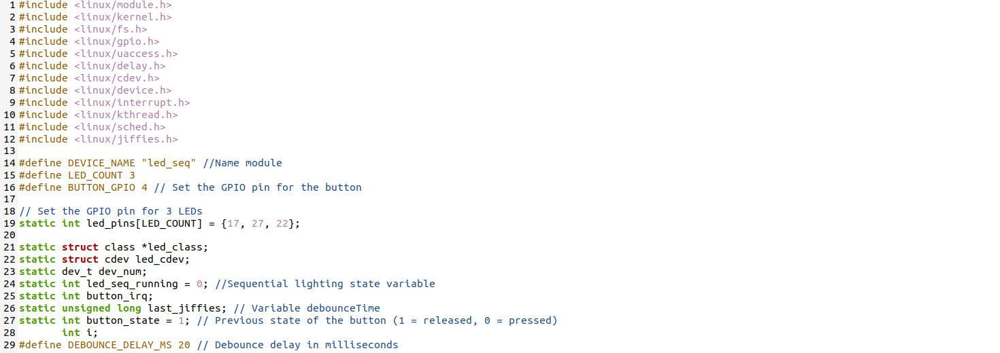 1 #include <linux/module.h>
2 #include <linux/kernel.h>
3 #include <linux/fs.h>
4 #include <linux/gpio.h>
5 #include <linux/uaccess.h>
6 #include <linux/delay.h>
7 #include <linux/cdev.h>
8 #include <linux/device.h>
9 #include <linux/interrupt.h>
10 #include <linux/kthread.h>
11 #include <linux/sched.h>
12 #include <linux/jiffies.h>
13
14 #define DEVICE_NAME "led_seq" //Name module
15 #define LED_COUNT 3
16 #define BUTTON_GPIO 4 // Set the GPIO pin for the button
17
18 // Set the GPIO pin for 3 LEDs
19 static int led_pins[LED_COUNT] = {17, 27, 22};
20
21 static struct class *led_class;
22 static struct cdev led_cdev;
23 static dev_t dev_num;
24 static int led_seq_running = 0; //Sequential lighting state variable
25 static int button_irq;
26 static unsigned long last_jiffies; // Variable debounceTime
27 static int button_state = 1; // Previous state of the button (1 = released, 0 = pressed)
28        int i;
29 #define DEBOUNCE_DELAY_MS 20 // Debounce delay in milliseconds